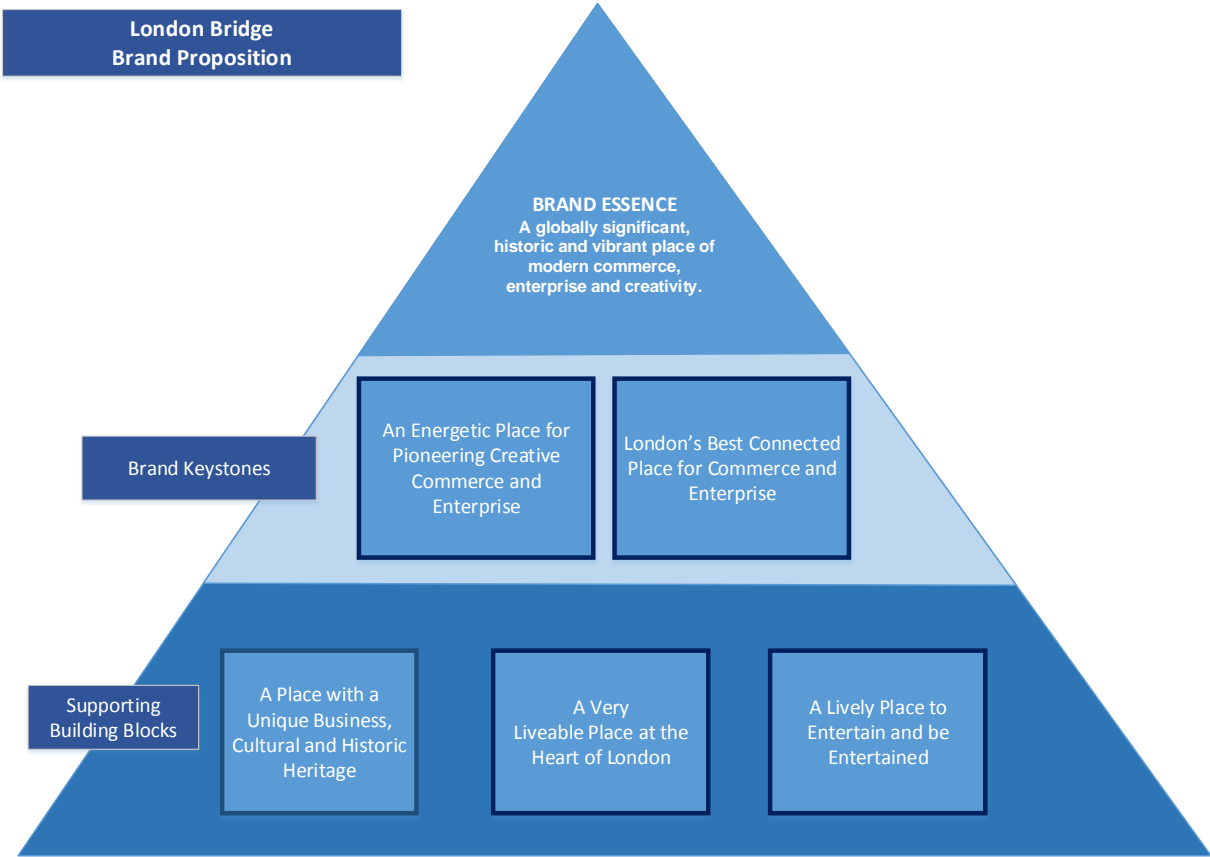 London Bridge
Brand Proposition
BRAND ESSENCE
A globally significant,
historic and vibrant place of
modern commerce,
enterprise and creativity.
Brand Keystones
An Energetic Place for
Pioneering Creative
Commerce and
Enterprise
London’s Best Connected
Place for Commerce and
Enterprise
Supporting
Building Blocks
A Place with a
Unique Business,
Cultural and Historic
Heritage
A Very
Liveable Place at the
Heart of London
A Lively Place to
Entertain and be
Entertained